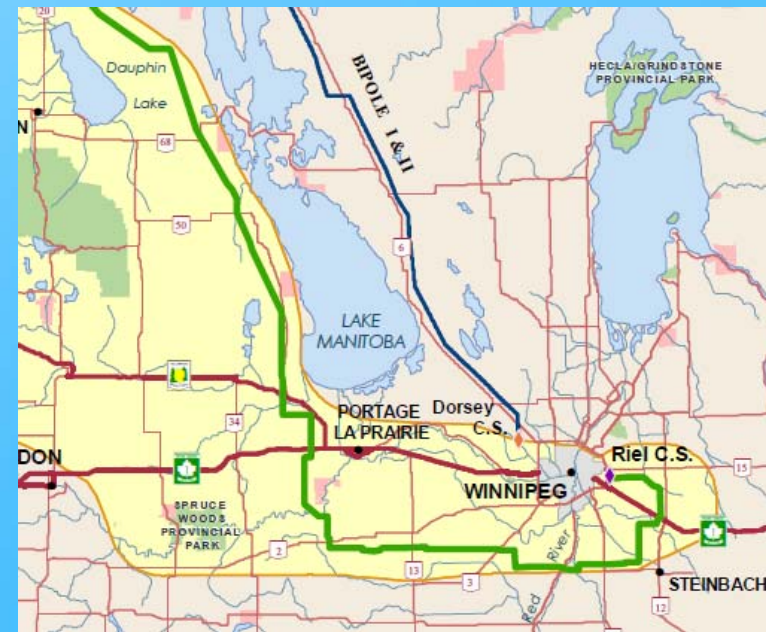 20
Dauphin
Lake
N
68
50
BIPOLE I & II
6
HECLA/GRINDSTONE
PROVINCIAL PARK
LAKE
MANITOBA
34
PORTAGE
LA PRAIRIE
Dorsey
C.S.
Riel C.S.
15
DON
WINNIPEG
SPRUCE
WOODS
PROVINCIAL
PARK
2
13
3
Red River
STEINBACH
12